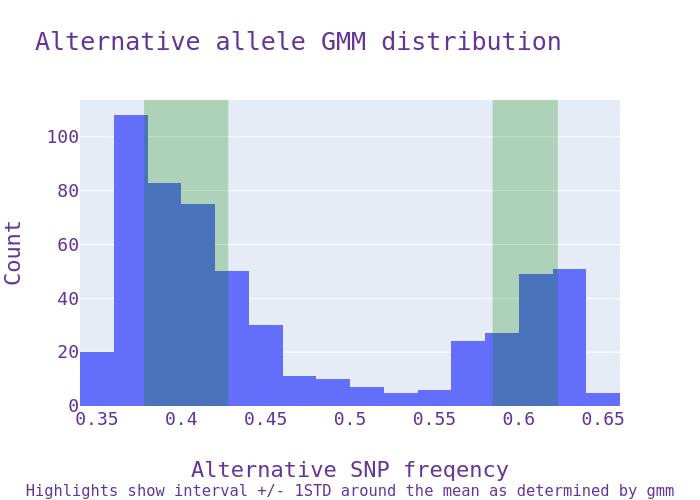 Alternative allele GMM distribution
Count
100
80
60
40
20
0
0.35 0.4 0.45 0.5 0.55 0.6 0.65
Alternative SNP freqency
Highlights show interval +/- 1STD around the mean as determined by gmm